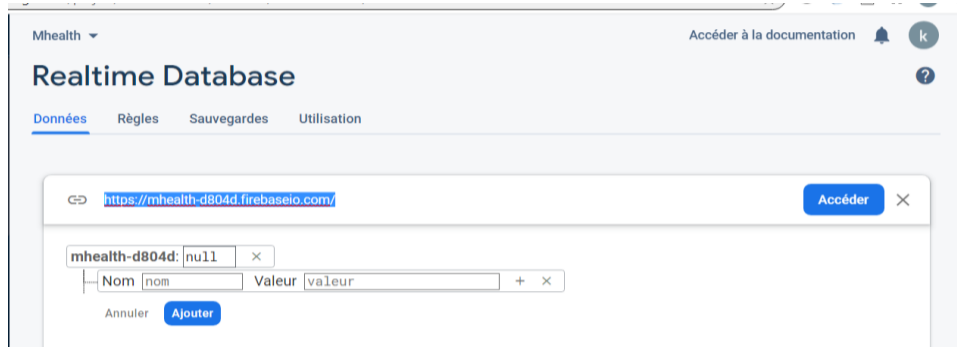 Mhealth Accéder à la documentation k
Realtime Database ?
Données Règles Sauvegardes Utilisation
https://mhealth-d804d.firebaseio.com/ Accéder
mhealth-d804d: null
Nom nom Valeur valeur + ×
Annuler Ajouter